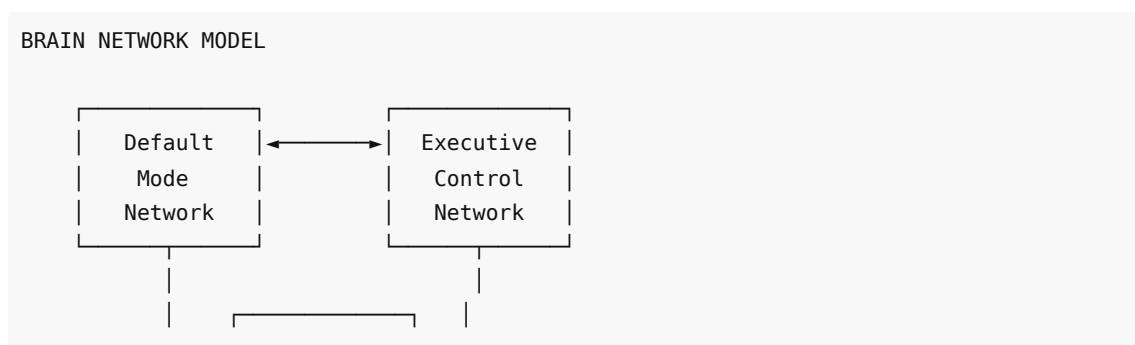 BRAIN NETWORK MODEL
Default Executive
Mode Control
Network Network